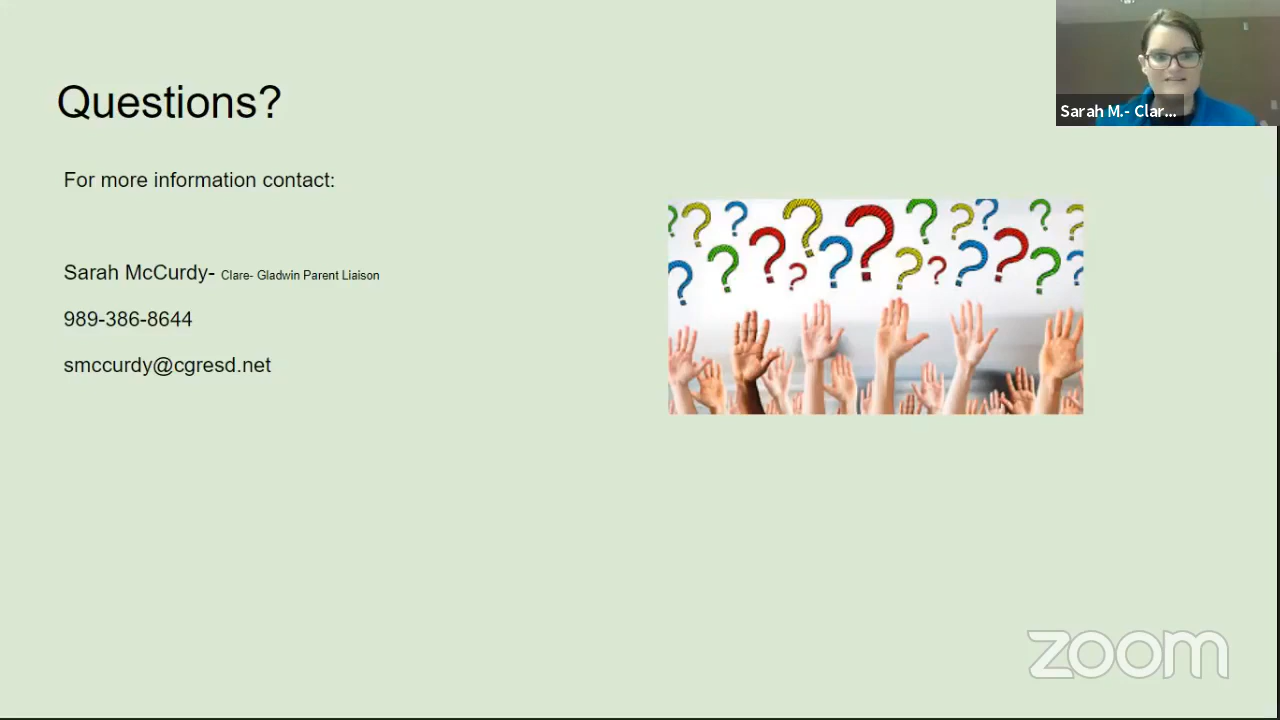 Questions?
Sarah M.- Clar...
For more information contact:
Sarah McCurdy- Clare- Gladwin Parent Liaison
989-386-8644
smccurdy@cgresd.net
zoom